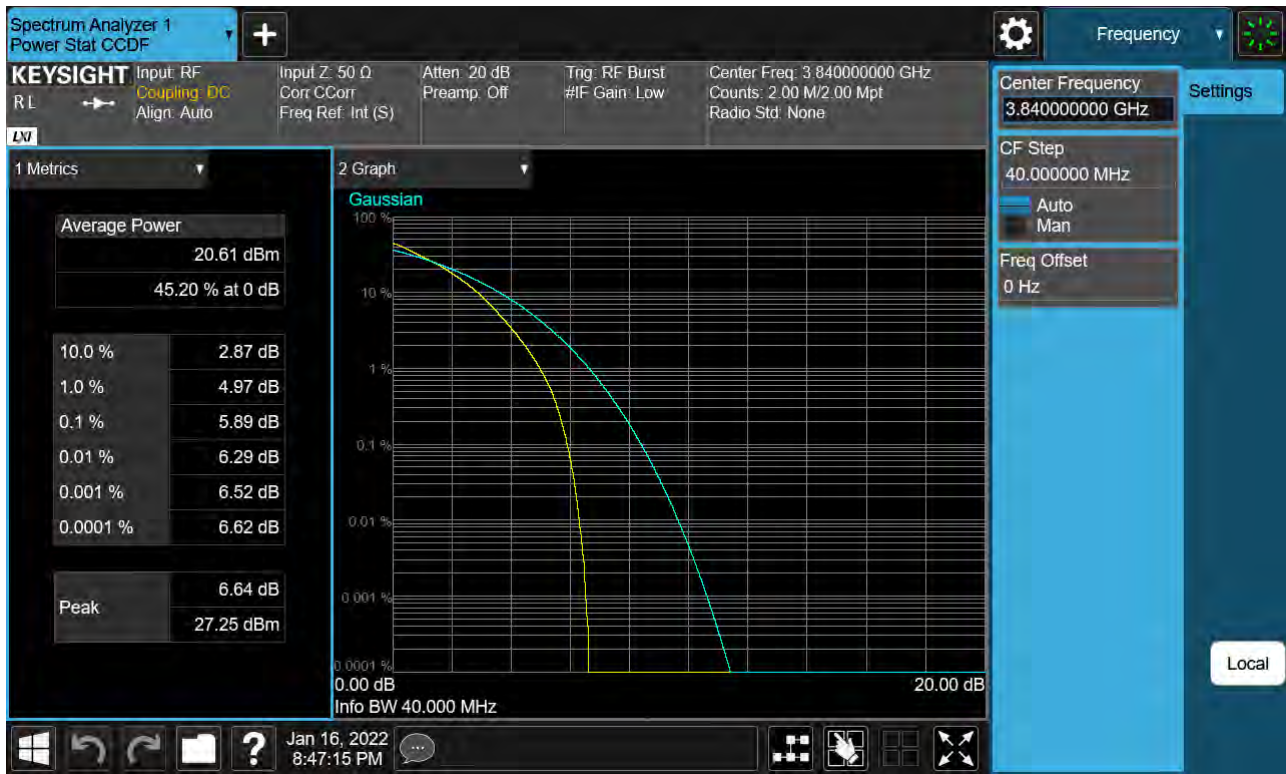 Spectrum Analyzer 1
Power Stat CCDF
Frequency
KEYSIGHT
R L
LXI
Input: RF
Coupling: DC
Align: Auto
Input Z: 50 Ω
Corr CCorr
Freq Ref: Int (S)
Atten: 20 dB
Preamp: Off
Trig: RF Burst
#IF Gain: Low
Center Freq: 3.840000000 GHz
Counts: 2.00 M/2.00 Mpt
Radio Std: None
Center Frequency
3.840000000 GHz
Settings
CF Step
40.000000 MHz
Auto
Man
Freq Offset
0 Hz
Local
1 Metrics
Average Power
20.61 dBm
45.20 % at 0 dB
10.0 % 2.87 dB
1.0 % 4.97 dB
0.1 % 5.89 dB
0.01 % 6.29 dB
0.001 % 6.52 dB
0.0001 % 6.62 dB
Peak
6.64 dB
27.25 dBm
2 Graph
Gaussian
100 %
10 %
1 %
0.1 %
0.01 %
0.001 %
0.0001 %
0.00 dB 20.00 dB
Info BW 40.000 MHz
?
Jan 16, 2022
8:47:15 PM